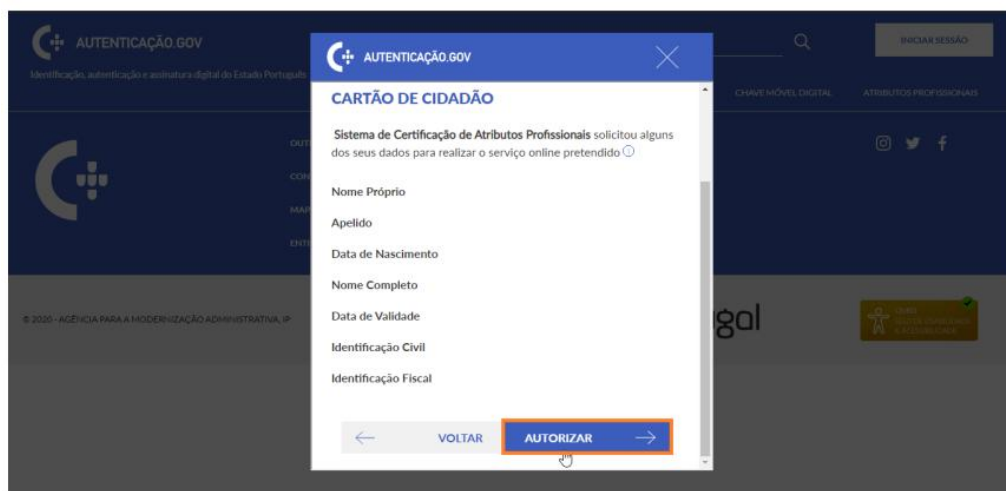 AUTENTICAÇÃO.GOV
Identificação, autenticação e assinatura digital do Estado Português
INICIAR SESSÃO
CHAVE MÓVEL DIGITAL
ATRIBUTOS PROFISSIONAIS
AUTENTICAÇÃO.GOV
CARTÃO DE CIDADÃO
Sistema de Certificação de Atributos Profissionais solicitou alguns
dos seus dados para realizar o serviço online pretendido
Nome Próprio
Apelido
Data de Nascimento
Nome Completo
Data de Validade
Identificação Civil
Identificação Fiscal
VOLTAR
AUTORIZAR
© 2020 - AGÊNCIA PARA A MODERNIZAÇÃO ADMINISTRATIVA, IP
gal